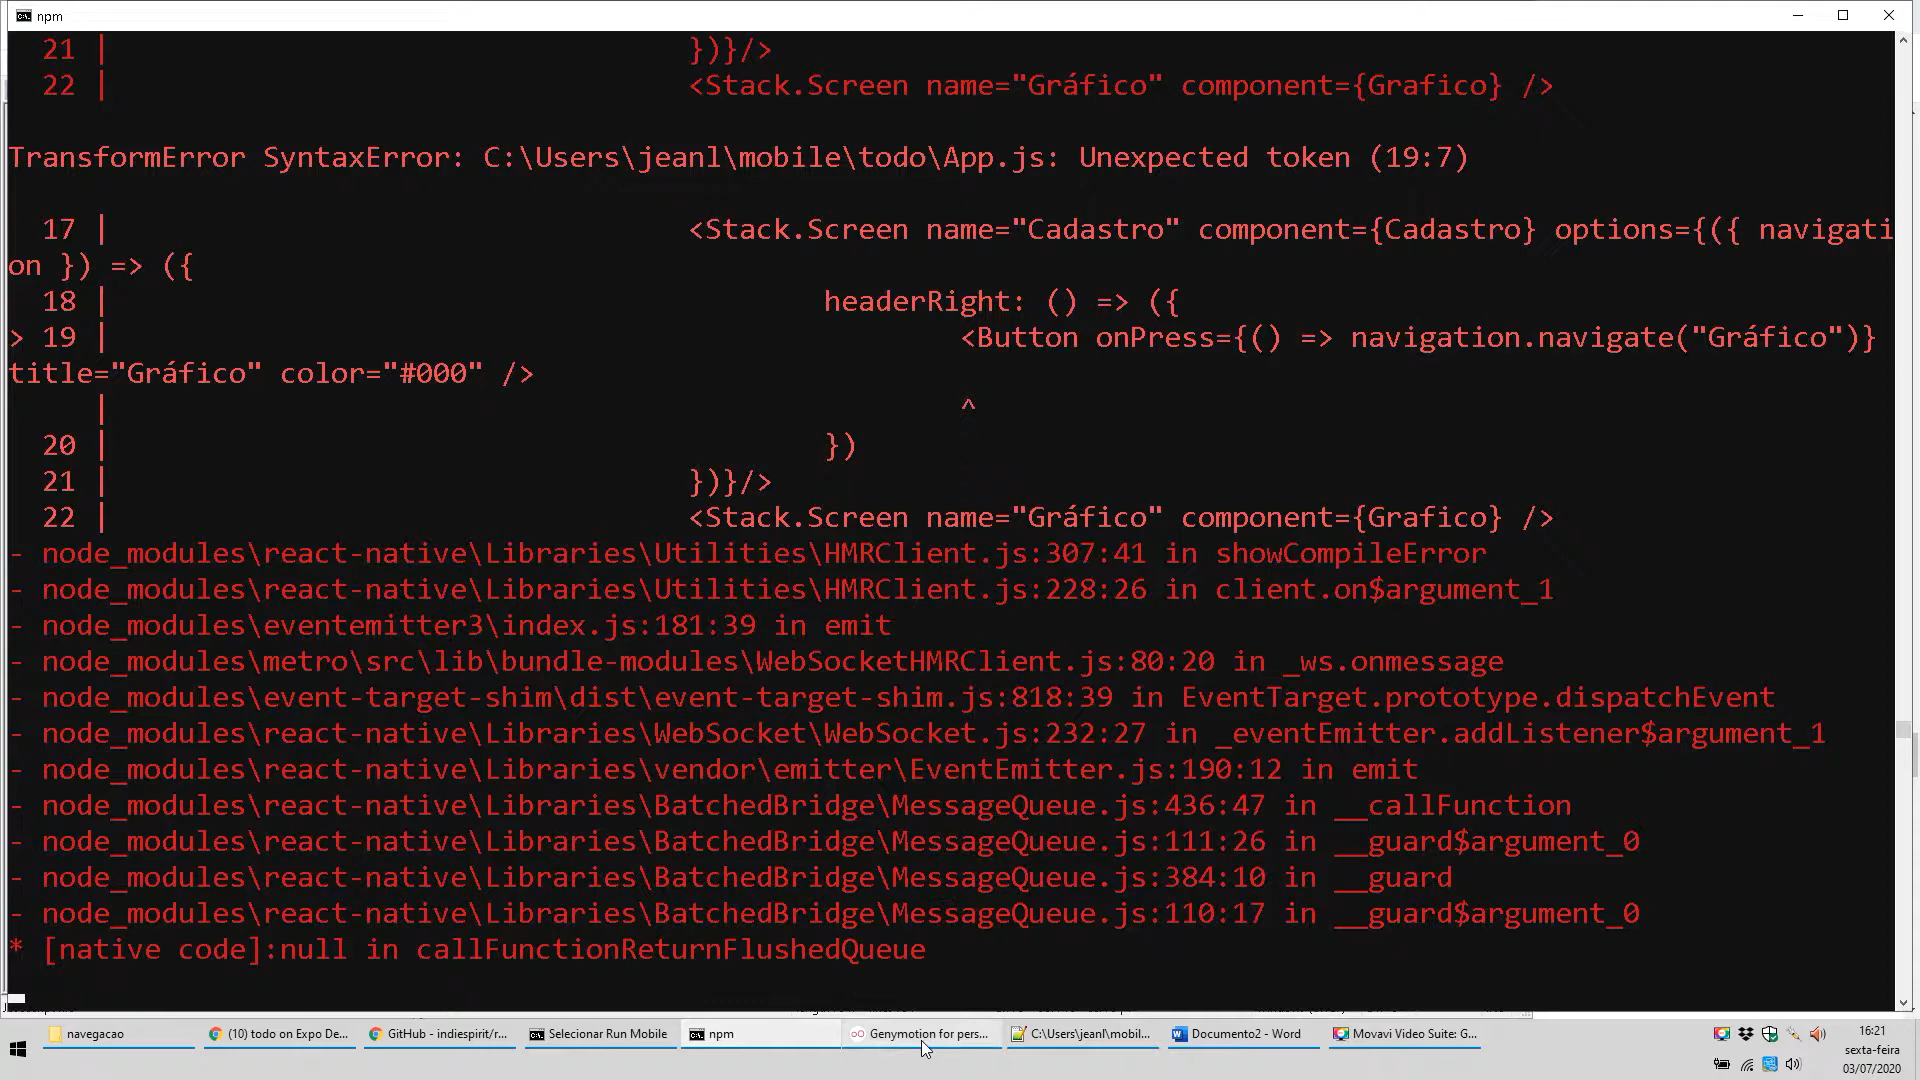 npm
21 | })}/>
22 | <Stack.Screen name="Gráfico" component={Grafico} />
TransformError SyntaxError: C:\Users\jeanl\mobile\todo\App.js: Unexpected token (19:7)
17 | <Stack.Screen name="Cadastro" component={Cadastro} options={({ navigati
on }) => ({
18 | headerRight: () => ({
> 19 | <Button onPress={() => navigation.navigate("Gráfico")}
title="Gráfico" color="#000" />
| ^
20 | })
21 | })}/>
22 | <Stack.Screen name="Gráfico" component={Grafico} />
- node_modules\react-native\Libraries\Utilities\HMRClient.js:307:41 in showCompileError
- node_modules\react-native\Libraries\Utilities\HMRClient.js:228:26 in client.on$argument_1
- node_modules\eventemitter3\index.js:181:39 in emit
- node_modules\metro\src\lib\bundle-modules\WebSocketHMRClient.js:80:20 in _ws.onmessage
- node_modules\event-target-shim\dist\event-target-shim.js:818:39 in EventTarget.prototype.dispatchEvent
- node_modules\react-native\Libraries\WebSocket\WebSocket.js:232:27 in _eventEmitter.addListener$argument_1
- node_modules\react-native\Libraries\vendor\emitter\EventEmitter.js:190:12 in emit
- node_modules\react-native\Libraries\BatchedBridge\MessageQueue.js:436:47 in __callFunction
- node_modules\react-native\Libraries\BatchedBridge\MessageQueue.js:111:26 in __guard$argument_0
- node_modules\react-native\Libraries\BatchedBridge\MessageQueue.js:384:10 in __guard
- node_modules\react-native\Libraries\BatchedBridge\MessageQueue.js:110:17 in __guard$argument_0
* [native code]:null in callFunctionReturnFlushedQueue
navegacao
(10) todo on Expo De...
GitHub - indiespirit/r...
Selecionar Run Mobile
npm
Genymotion for pers...
C:\Users\jeanl\mobil...
Documento2 - Word
Movavi Video Suite: G...
16:21
sexta-feira
03/07/2020